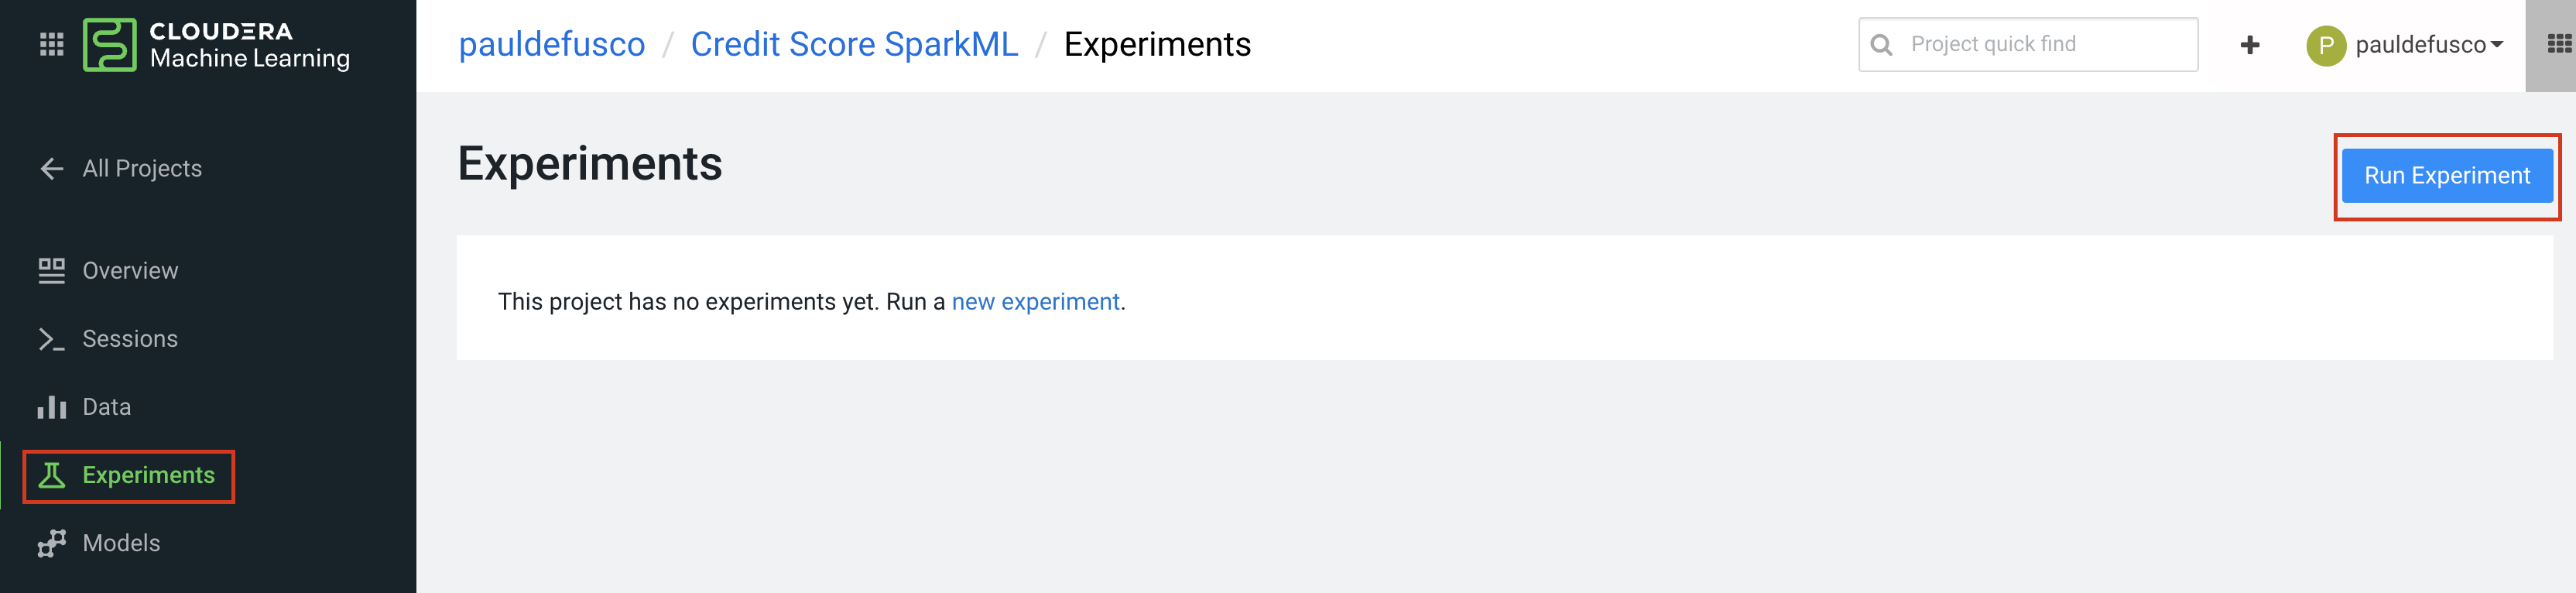 CLOUDERA
Machine Learning
pauldefusco / Credit Score SparkML / Experiments
Project quick find
P pauldefusco
All Projects
Experiments
Run Experiment
Overview
This project has no experiments yet. Run a new experiment.
Sessions
Data
Experiments
Models